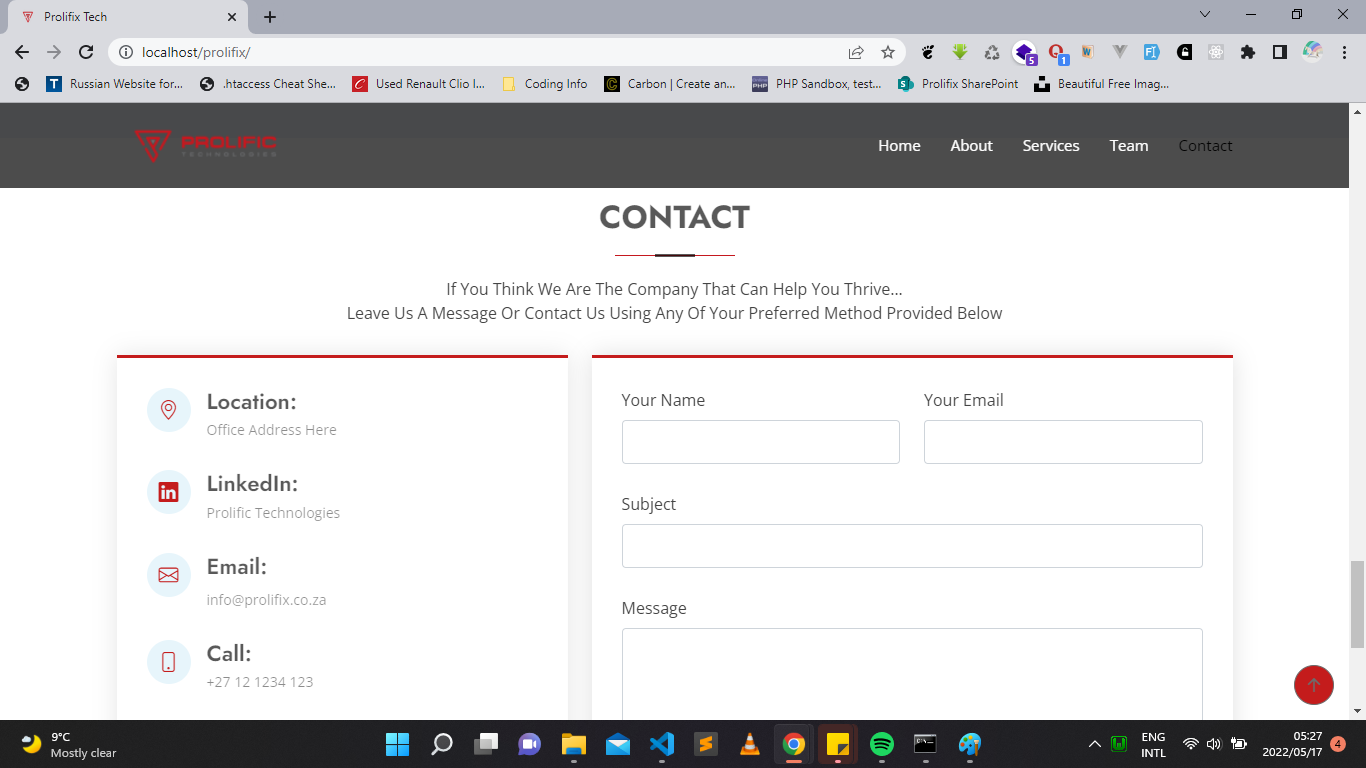 Prolifix Tech
localhost/prolifix/
5
1
Russian Website for...
.htaccess Cheat She...
Used Renault Clio I...
Coding Info
Carbon | Create an...
PHP Sandbox, test...
Prolifix SharePoint
Beautiful Free Imag...
PROLIFIC
TECHNOLOGIES
Home
About
Services
Team
Contact
CONTACT
If You Think We Are The Company That Can Help You Thrive...
Leave Us A Message Or Contact Us Using Any Of Your Preferred Method Provided Below
Location:
Office Address Here
LinkedIn:
Prolific Technologies
Email:
info@prolifix.co.za
Call:
+27 12 1234 123
Your Name
Your Email
Subject
Message
9°C
Mostly clear
ENG
INTL
05:27
2022/05/17
4